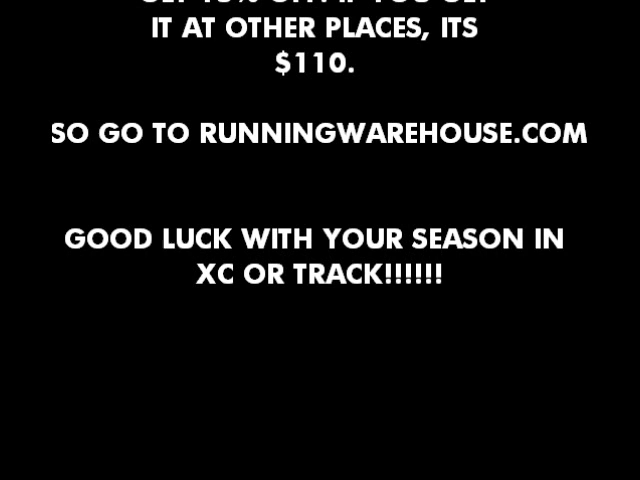 IT AT OTHER PLACES, ITS
$110.
SO GO TO RUNNINGWAREHOUSE.COM
GOOD LUCK WITH YOUR SEASON IN
XC OR TRACK!!!!!!